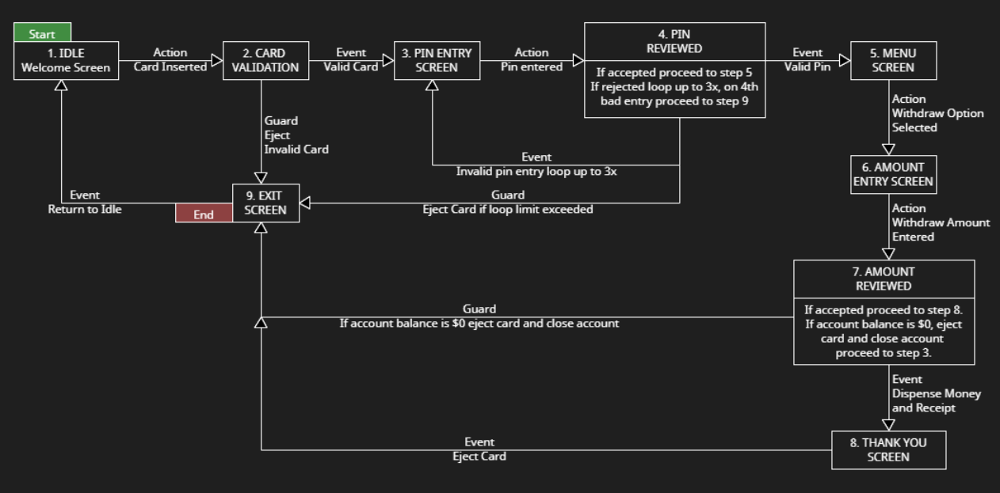 Start
1. IDLE
Welcome Screen
Action
Card Inserted
2. CARD
VALIDATION
Event
Valid Card
3. PIN ENTRY
SCREEN
Action
Pin entered
4. PIN
REVIEWED
If accepted proceed to step 5
If rejected loop up to 3x, on 4th
bad entry proceed to step 9
Event
Valid Pin
5. MENU
SCREEN
Action
Withdraw Option
Selected
Guard
Eject
Invalid Card
Event
Invalid pin entry loop up to 3x
6. AMOUNT
ENTRY SCREEN
Event
Return to Idle
End
9. EXIT
SCREEN
Guard
Eject Card if loop limit exceeded
Action
Withdraw Amount
Entered
7. AMOUNT
REVIEWED
If accepted proceed to step 8.
If account balance is $0, eject
card and close account
proceed to step 3.
Guard
If account balance is $0 eject card and close account
Event
Dispense Money
and Receipt
8. THANK YOU
SCREEN
Event
Eject Card